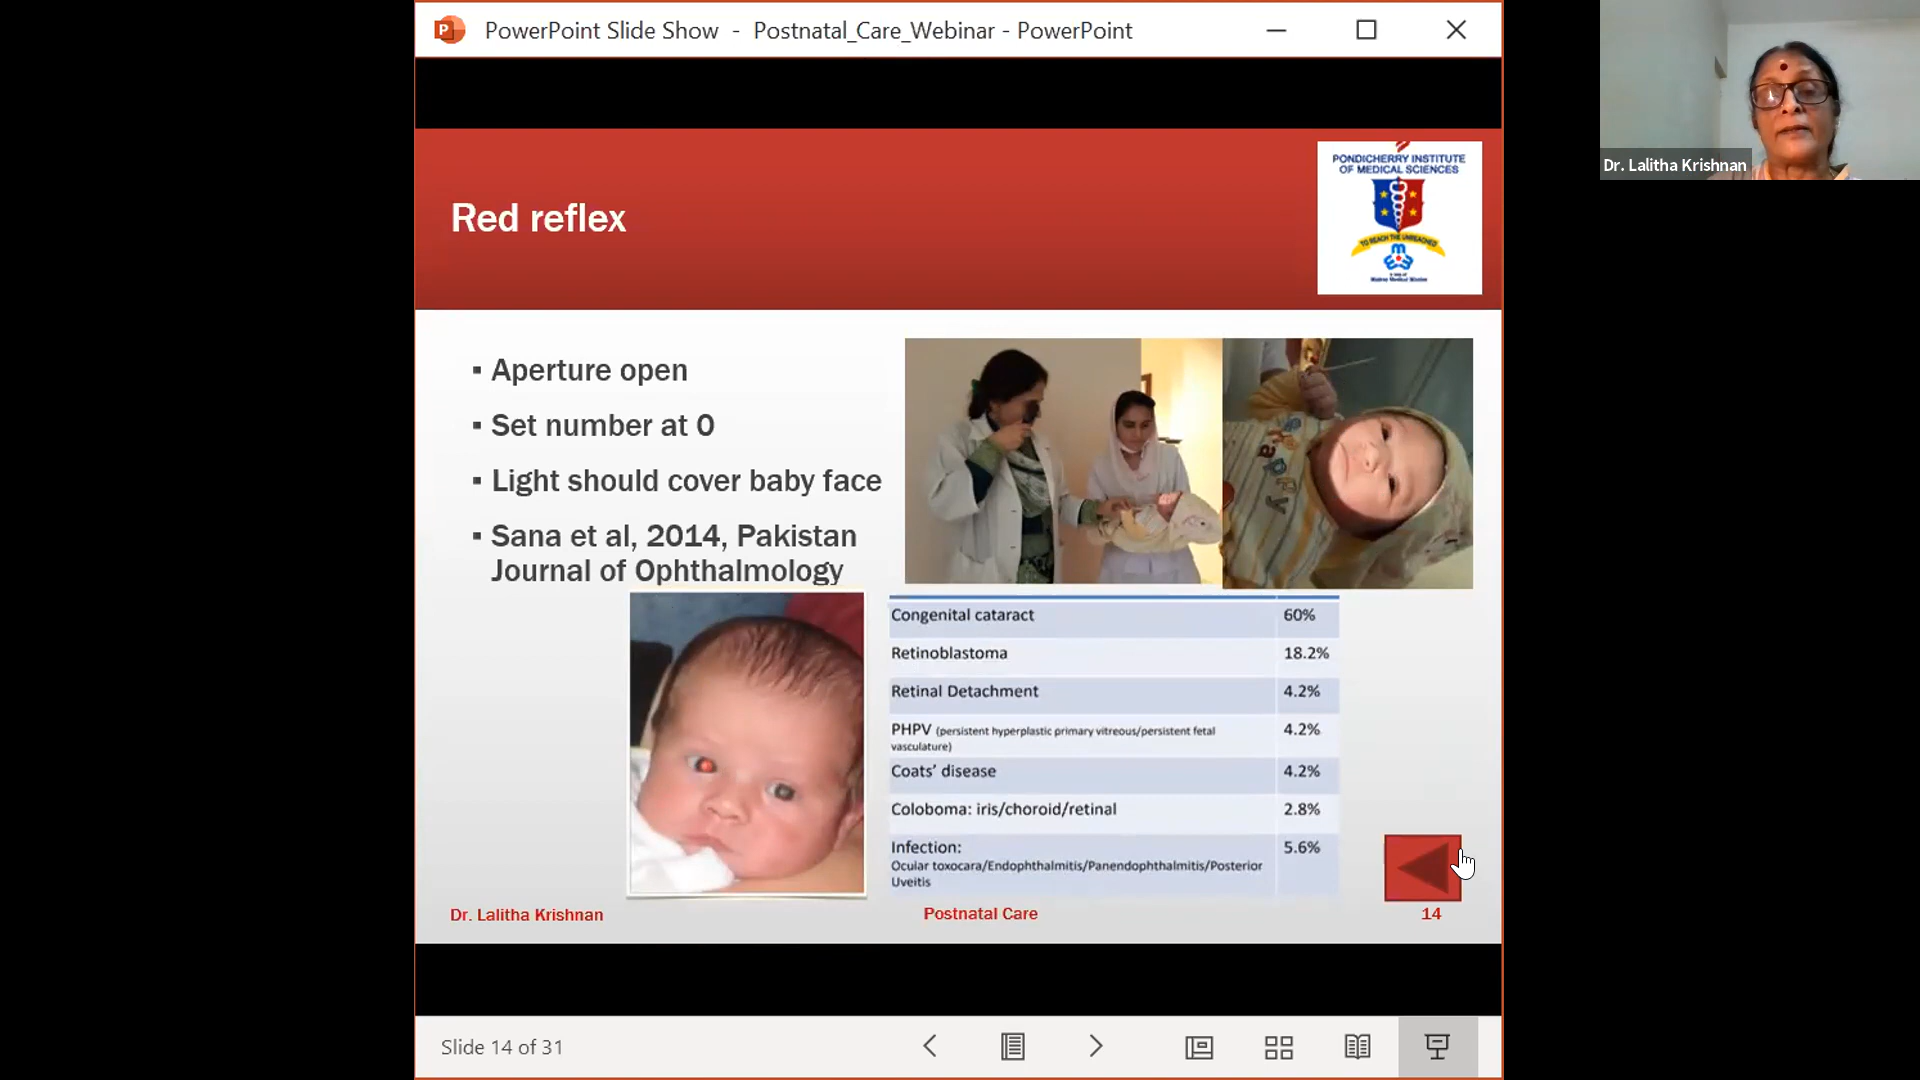 PowerPoint Slide Show - Postnatal_Care_Webinar - PowerPoint
Dr. Lalitha Krishnan
PONDICHERRY INSTITUTE
OF MEDICAL SCIENCES
TO REACH THE UNREACHED
Red reflex
▪ Aperture open
▪ Set number at 0
▪ Light should cover baby face
▪ Sana et al, 2014, Pakistan
Journal of Ophthalmology
Congenital cataract 60%
Retinoblastoma 18.2%
Retinal Detachment 4.2%
PHPV (persistent hyperplastic primary vitreous/persistent fetal 4.2%
vasculature)
Coats' disease 4.2%
Coloboma: iris/choroid/retinal 2.8%
Infection: 5.6%
Ocular toxocara/Endophthalmitis/Panendophthalmitis/Posterior
Uveitis
Dr. Lalitha Krishnan
Postnatal Care
14
Slide 14 of 31